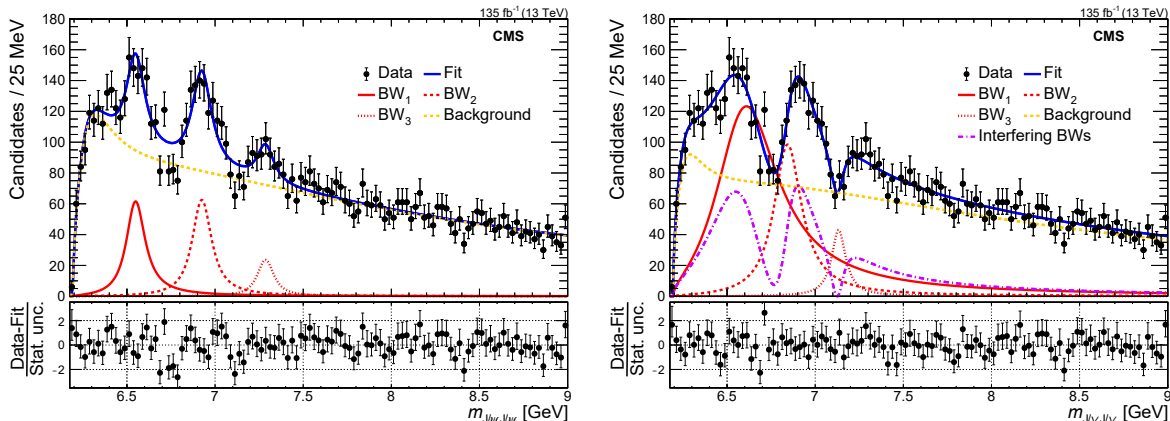 135 fb⁻¹ (13 TeV)
CMS
Candidates / 25 MeV
180
160
140
120
100
80
60
40
20
0
Data
Fit
BW₁
BW₂
BW₃
Background
Data-Fit
Stat. unc.
2
0
-2
6.5 7 7.5 8 8.5 9
m J/ψJ/ψ [GeV]
135 fb⁻¹ (13 TeV)
CMS
Candidates / 25 MeV
180
160
140
120
100
80
60
40
20
0
Data
Fit
BW₁
BW₂
BW₃
Background
Interfering BWs
Data-Fit
Stat. unc.
2
0
-2
6.5 7 7.5 8 8.5 9
m J/ψJ/ψ [GeV]